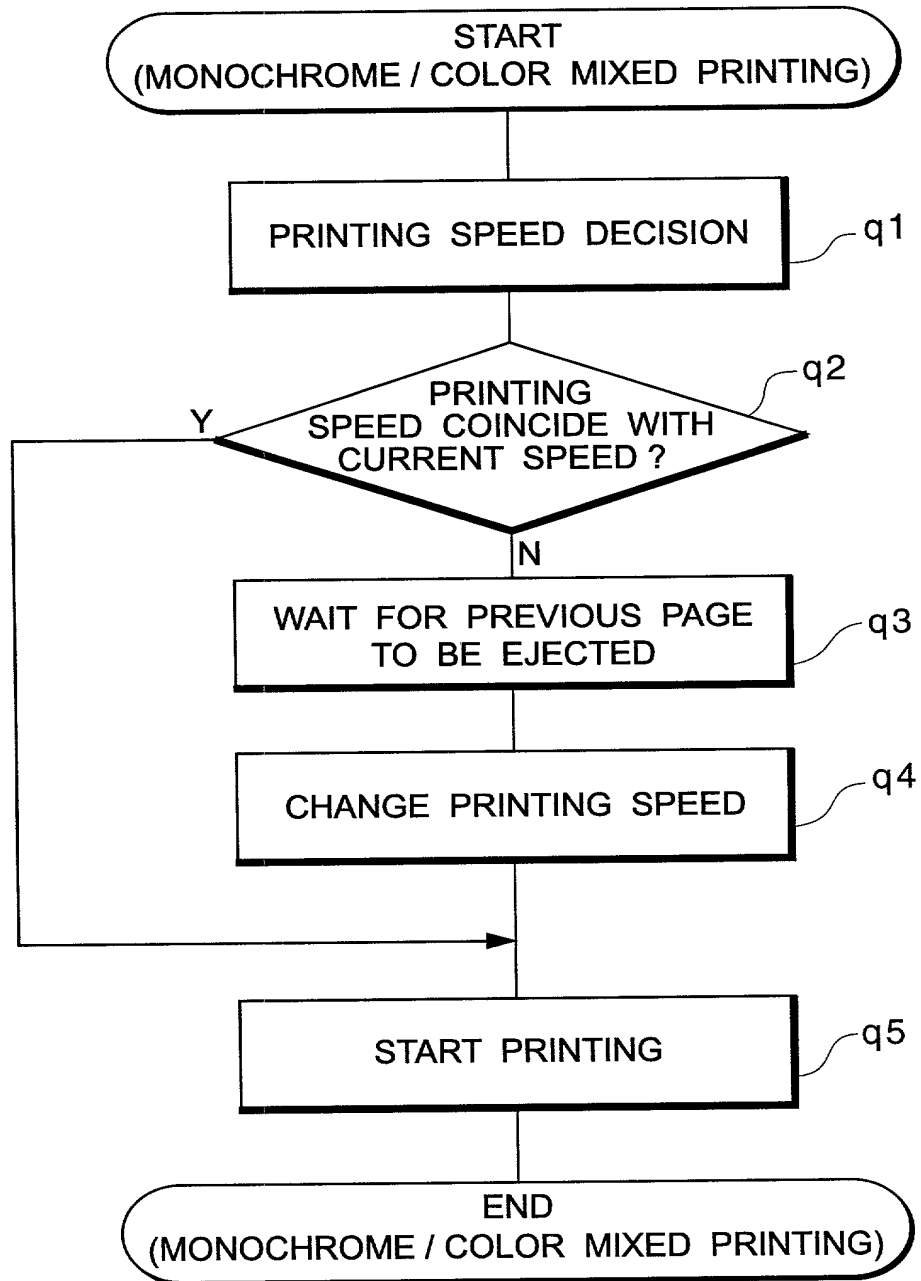 START
(MONOCHROME / COLOR MIXED PRINTING)
PRINTING SPEED DECISION
q1
PRINTING
SPEED COINCIDE WITH
CURRENT SPEED ?
q2
Y
N
WAIT FOR PREVIOUS PAGE
TO BE EJECTED
q3
CHANGE PRINTING SPEED
q4
START PRINTING
q5
END
(MONOCHROME / COLOR MIXED PRINTING)